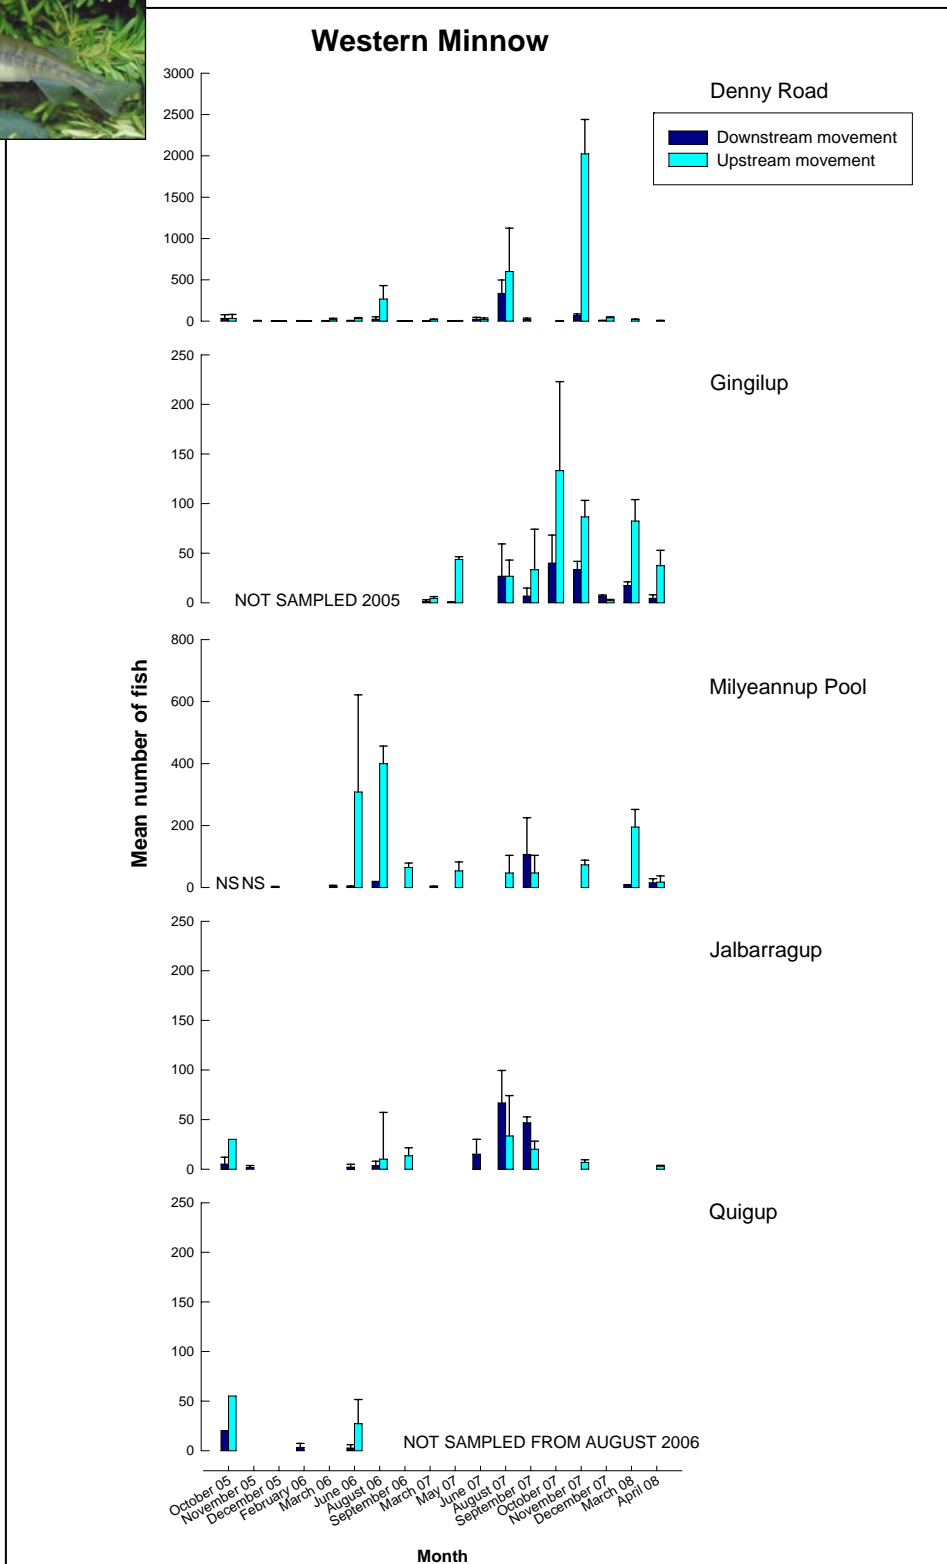 Western Minnow
3000
2500
2000
1500
1000
500
0
Denny Road
Downstream movement
Upstream movement
250
200
150
100
50
0
Gingilup
NOT SAMPLED 2005
Mean number of fish
800
600
400
200
0
Milyeannup Pool
NS NS
250
200
150
100
50
0
Jalbarragup
250
200
150
100
50
0
Quigup
NOT SAMPLED FROM AUGUST 2006
October 05
November 05
December 05
February 06
March 06
June 06
August 06
September 06
March 07
May 07
June 07
August 07
September 07
October 07
November 07
December 07
March 08
April 08
Month